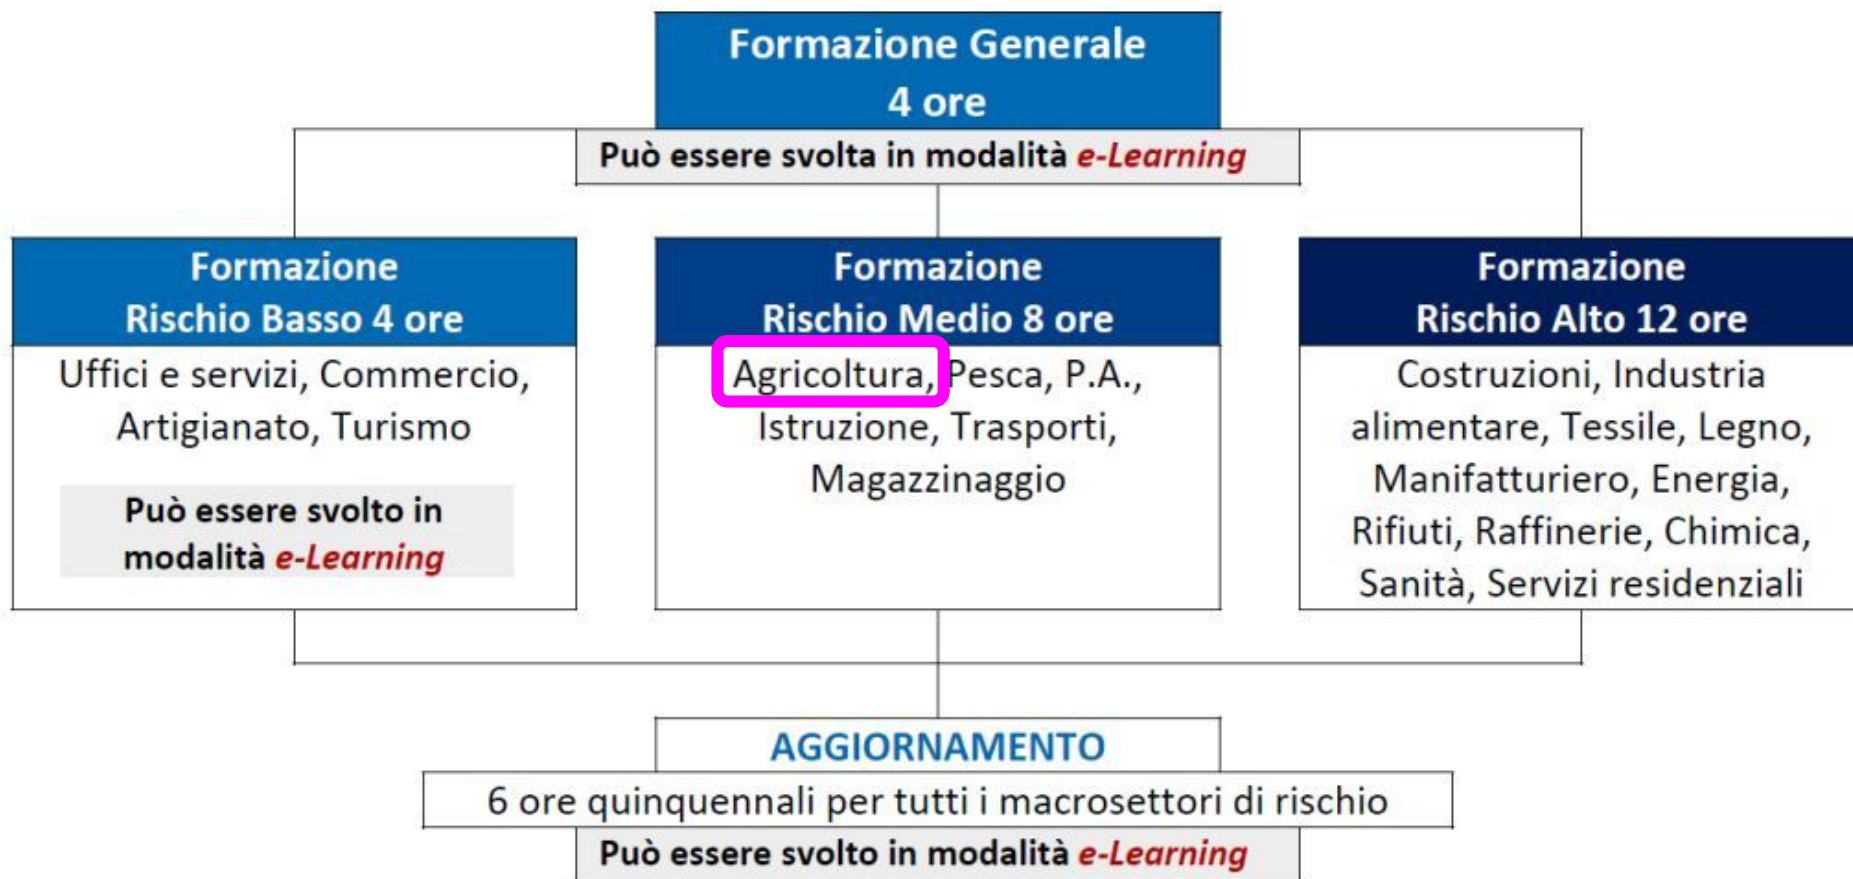 Formazione Generale
4 ore
Può essere svolta in modalità e-Learning
Formazione
Rischio Basso 4 ore
Uffici e servizi, Commercio,
Artigianato, Turismo
Può essere svolto in
modalità e-Learning
Formazione
Rischio Medio 8 ore
Agricoltura, Pesca, P.A.,
Istruzione, Trasporti,
Magazzinaggio
Formazione
Rischio Alto 12 ore
Costruzioni, Industria
alimentare, Tessile, Legno,
Manifatturiero, Energia,
Rifiuti, Raffinerie, Chimica,
Sanità, Servizi residenziali
AGGIORNAMENTO
6 ore quinquennali per tutti i macrosettori di rischio
Può essere svolto in modalità e-Learning